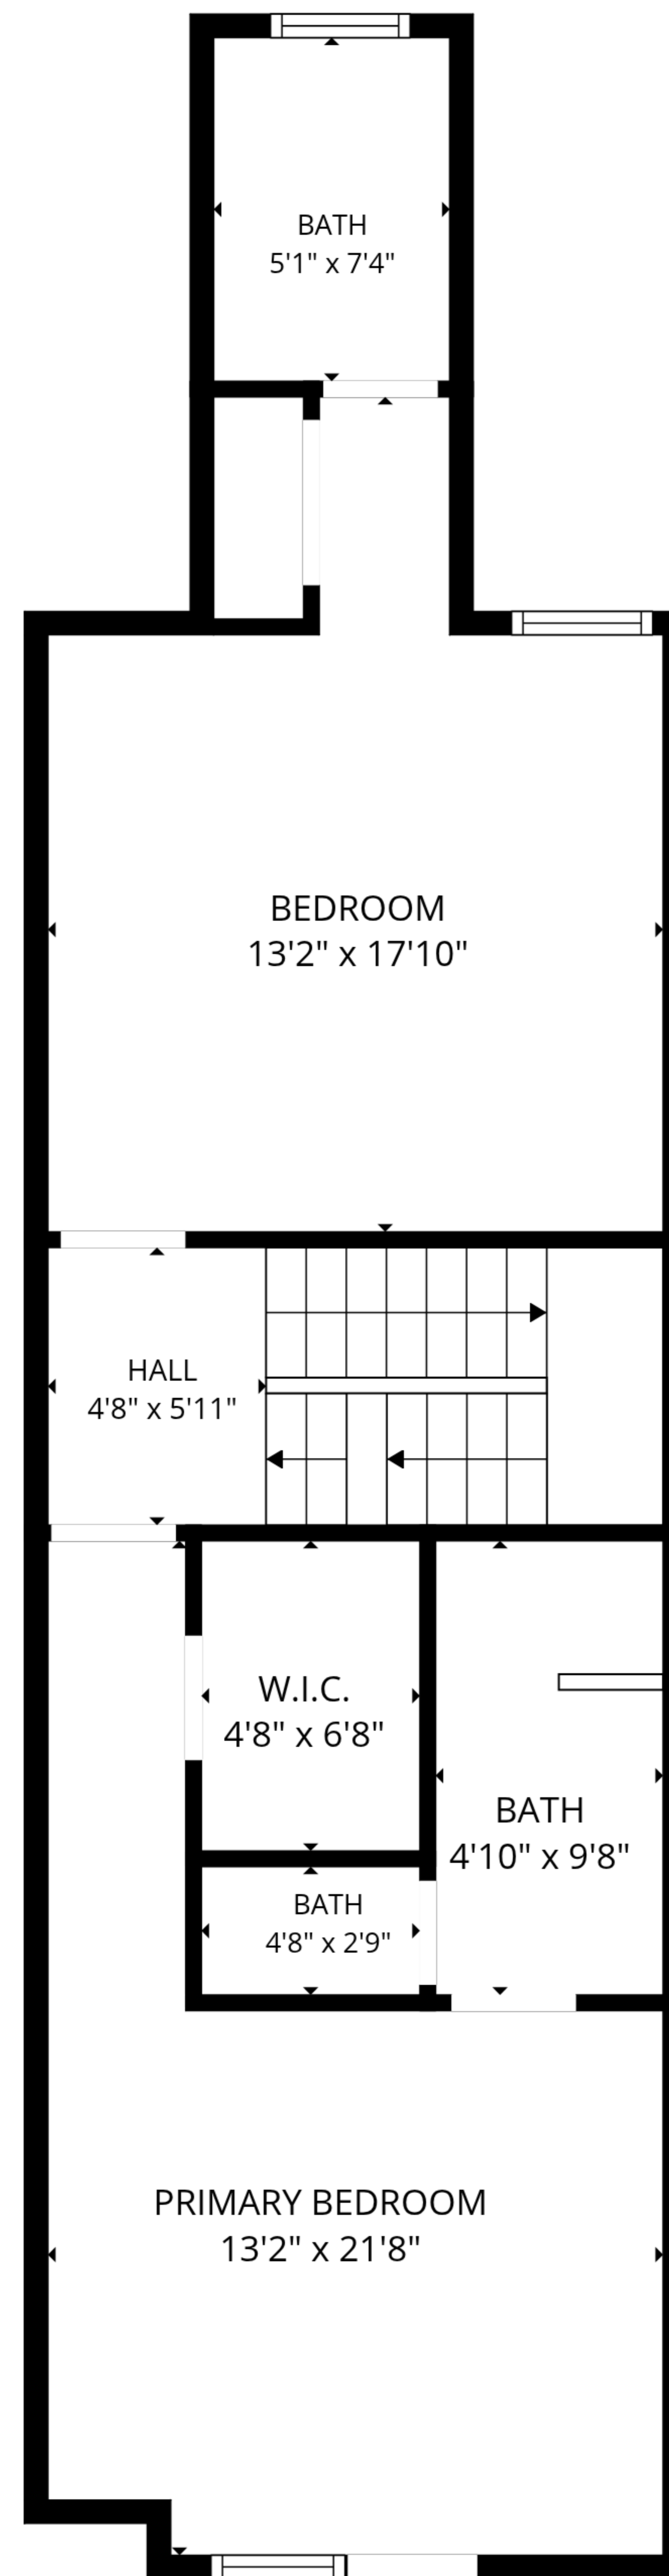 BATH
5'1" x 7'4"
BEDROOM
13'2" x 17'10"
HALL
4'8" x 5'11"
W.I.C.
4'8" x 6'8"
BATH
4'10" x 9'8"
BATH
4'8" x 2'9"
PRIMARY BEDROOM
13'2" x 21'8"